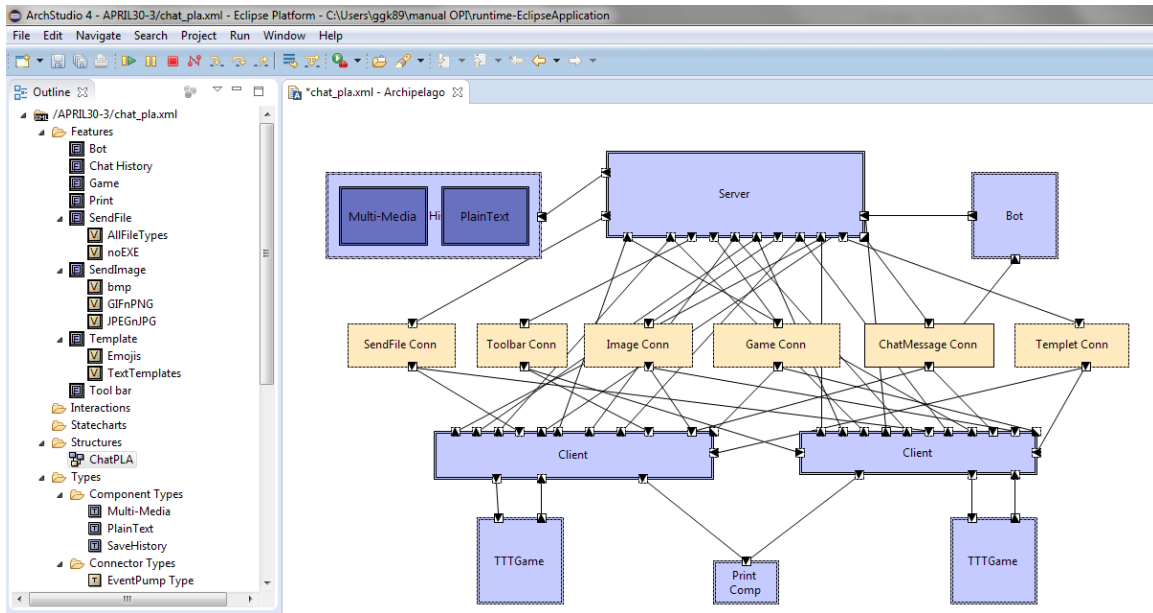 ArchStudio 4 - APRIL30-3/chat_pla.xml - Eclipse Platform - C:\Users\ggk89\manual OPI\runtime-EclipseApplication
File Edit Navigate Search Project Run Window Help
Outline
*chat_pla.xml - Archipelago
/APRIL30-3/chat_pla.xml
Features
Bot
Chat History
Game
Print
SendFile
AllFileTypes
noEXE
SendImage
bmp
GIFnPNG
JPEGnJPG
Template
Emojis
TextTemplates
Tool bar
Interactions
Statecharts
Structures
ChatPLA
Types
Component Types
Multi-Media
PlainText
SaveHistory
Connector Types
EventPump Type
Server
Multi-Media Hi PlainText
Bot
SendFile Conn
Toolbar Conn
Image Conn
Game Conn
ChatMessage Conn
Templet Conn
Client
Client
TTTGame
Print
Comp
TTTGame